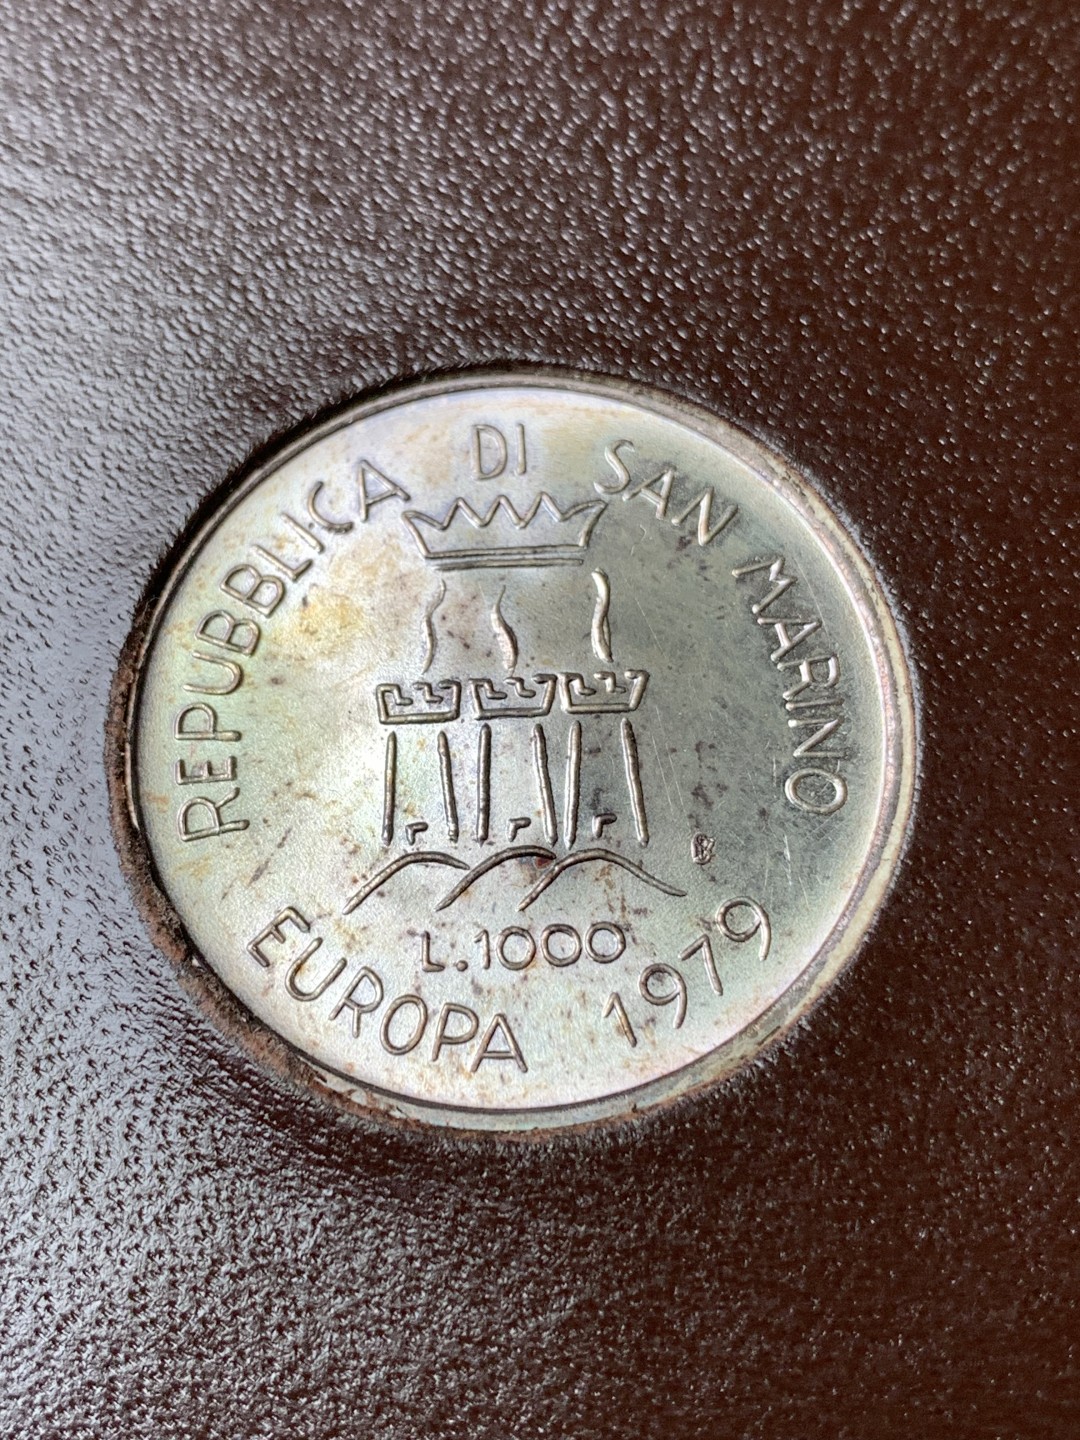 REPUBBLICA DI SAN MARINO
L.1000
EUROPA 1979